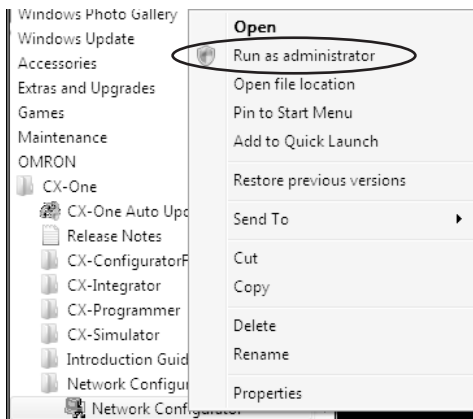 Windows Photo Gallery
Windows Update
Accessories
Extras and Upgrades
Games
Maintenance
OMRON
CX-One
CX-One Auto Upd
Release Notes
CX-ConfiguratorF
CX-Integrator
CX-Programmer
CX-Simulator
Introduction Guid
Network Configur
Network Configurator
Open
Run as administrator
Open file location
Pin to Start Menu
Add to Quick Launch
Restore previous versions
Send To
Cut
Copy
Delete
Rename
Properties